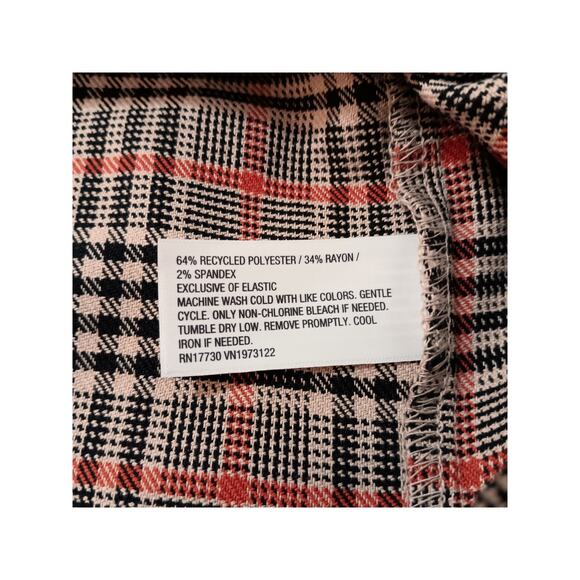 64% RECYCLED POLYESTER / 34% RAYON /
2% SPANDEX
EXCLUSIVE OF ELASTIC
MACHINE WASH COLD WITH LIKE COLORS. GENTLE
CYCLE. ONLY NON-CHLORINE BLEACH IF NEEDED.
TUMBLE DRY LOW. REMOVE PROMPTLY. COOL
IRON IF NEEDED.
RN17730 VN1973122